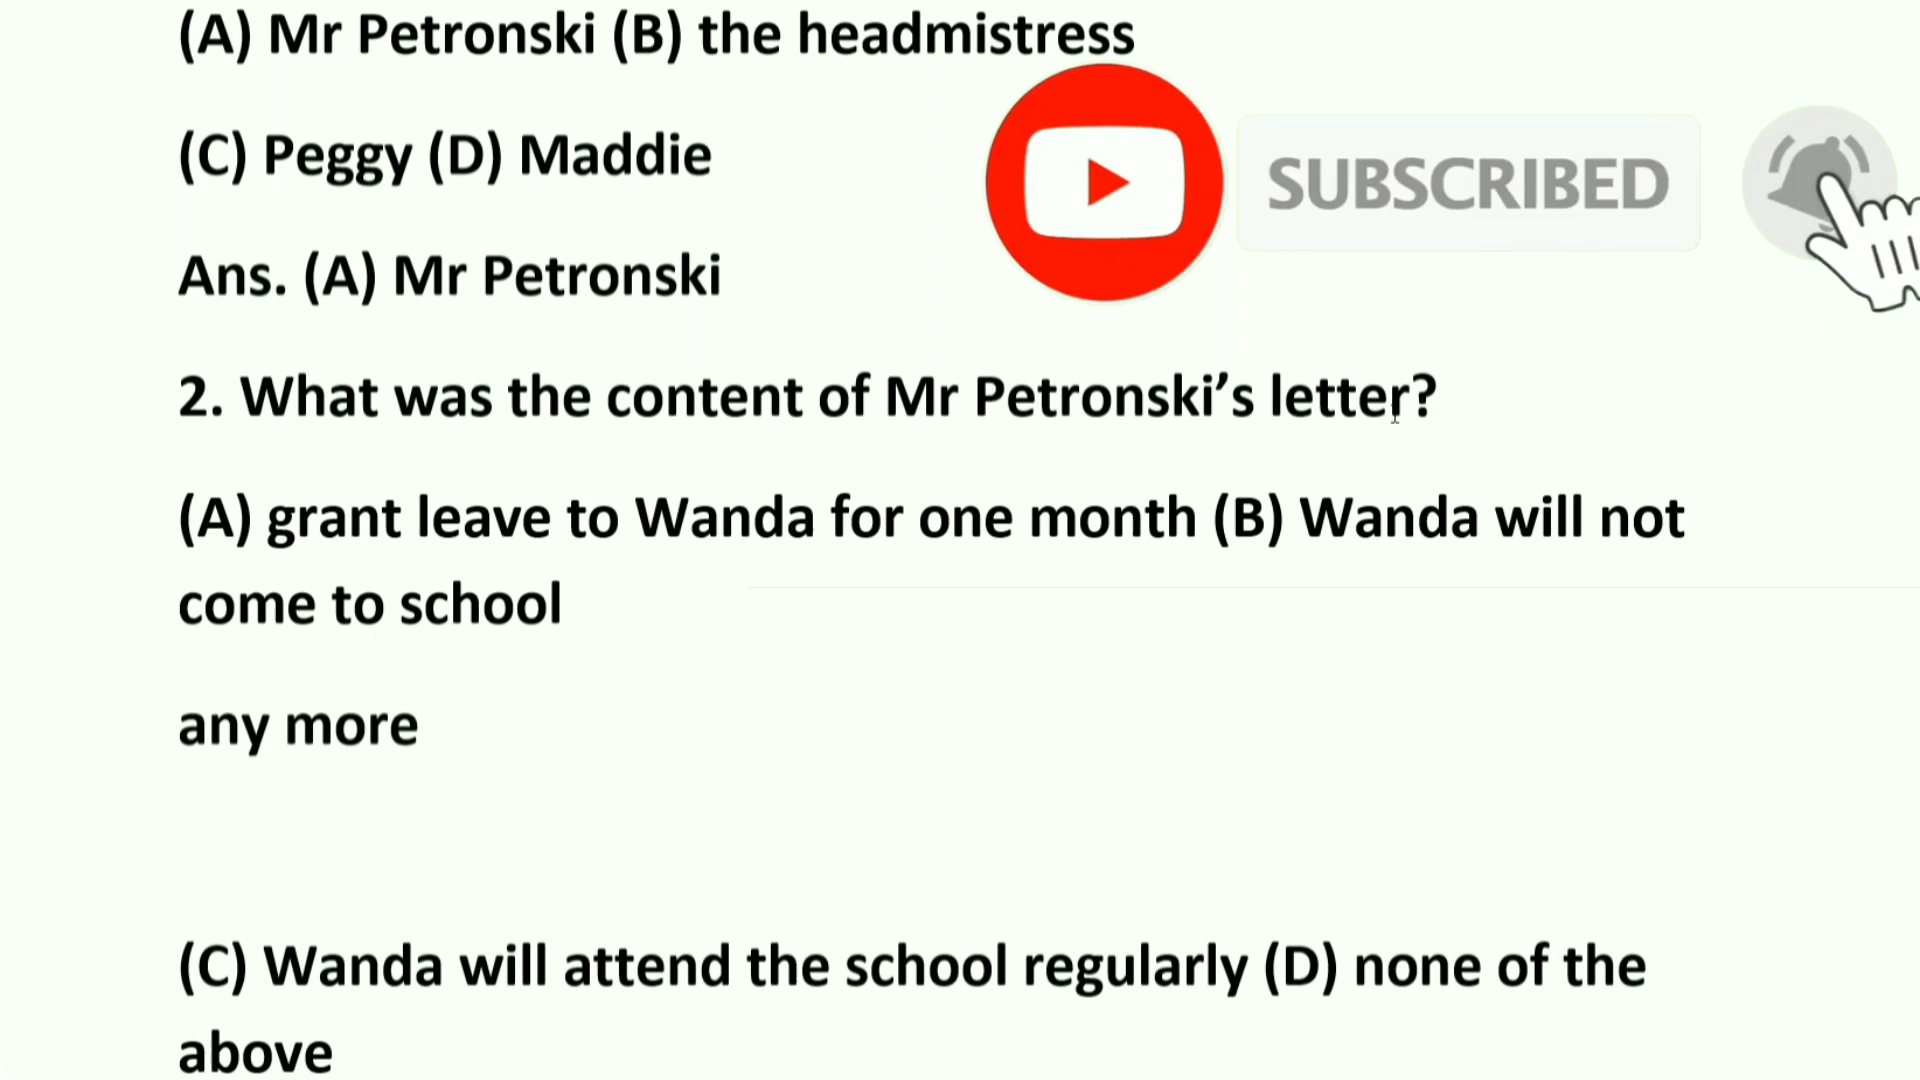 (A) Mr Petronski (B) the headmistress
(C) Peggy (D) Maddie
SUBSCRIBED
Ans. (A) Mr Petronski
2. What was the content of Mr Petronski’s letter?
(A) grant leave to Wanda for one month (B) Wanda will not
come to school
any more
(C) Wanda will attend the school regularly (D) none of the
above